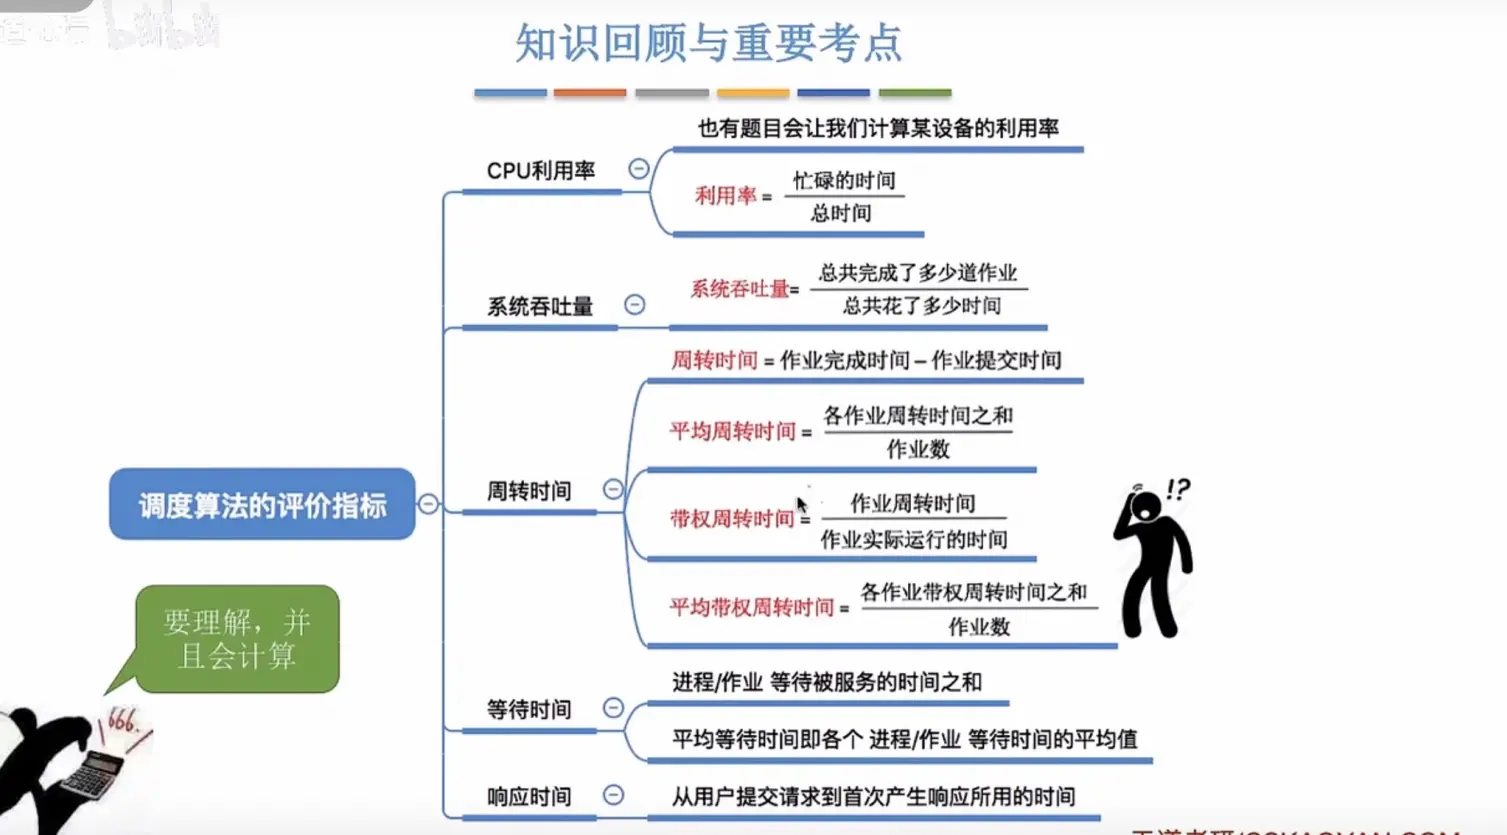 bilibili
知识回顾与重要考点
也有题目会让我们计算某设备的利用率
CPU利用率
利用率 = 忙碌的时间
总时间
系统吞吐量
系统吞吐量= 总共完成了多少道作业
总共花了多少时间
周转时间 = 作业完成时间 – 作业提交时间
平均周转时间 = 各作业周转时间之和
作业数
周转时间
带权周转时间 = 作业周转时间
作业实际运行的时间
平均带权周转时间 = 各作业带权周转时间之和
作业数
调度算法的评价指标
!?
要理解，并
且会计算
666.
等待时间
进程/作业 等待被服务的时间之和
平均等待时间即各个 进程/作业 等待时间的平均值
响应时间
从用户提交请求到首次产生响应所用的时间